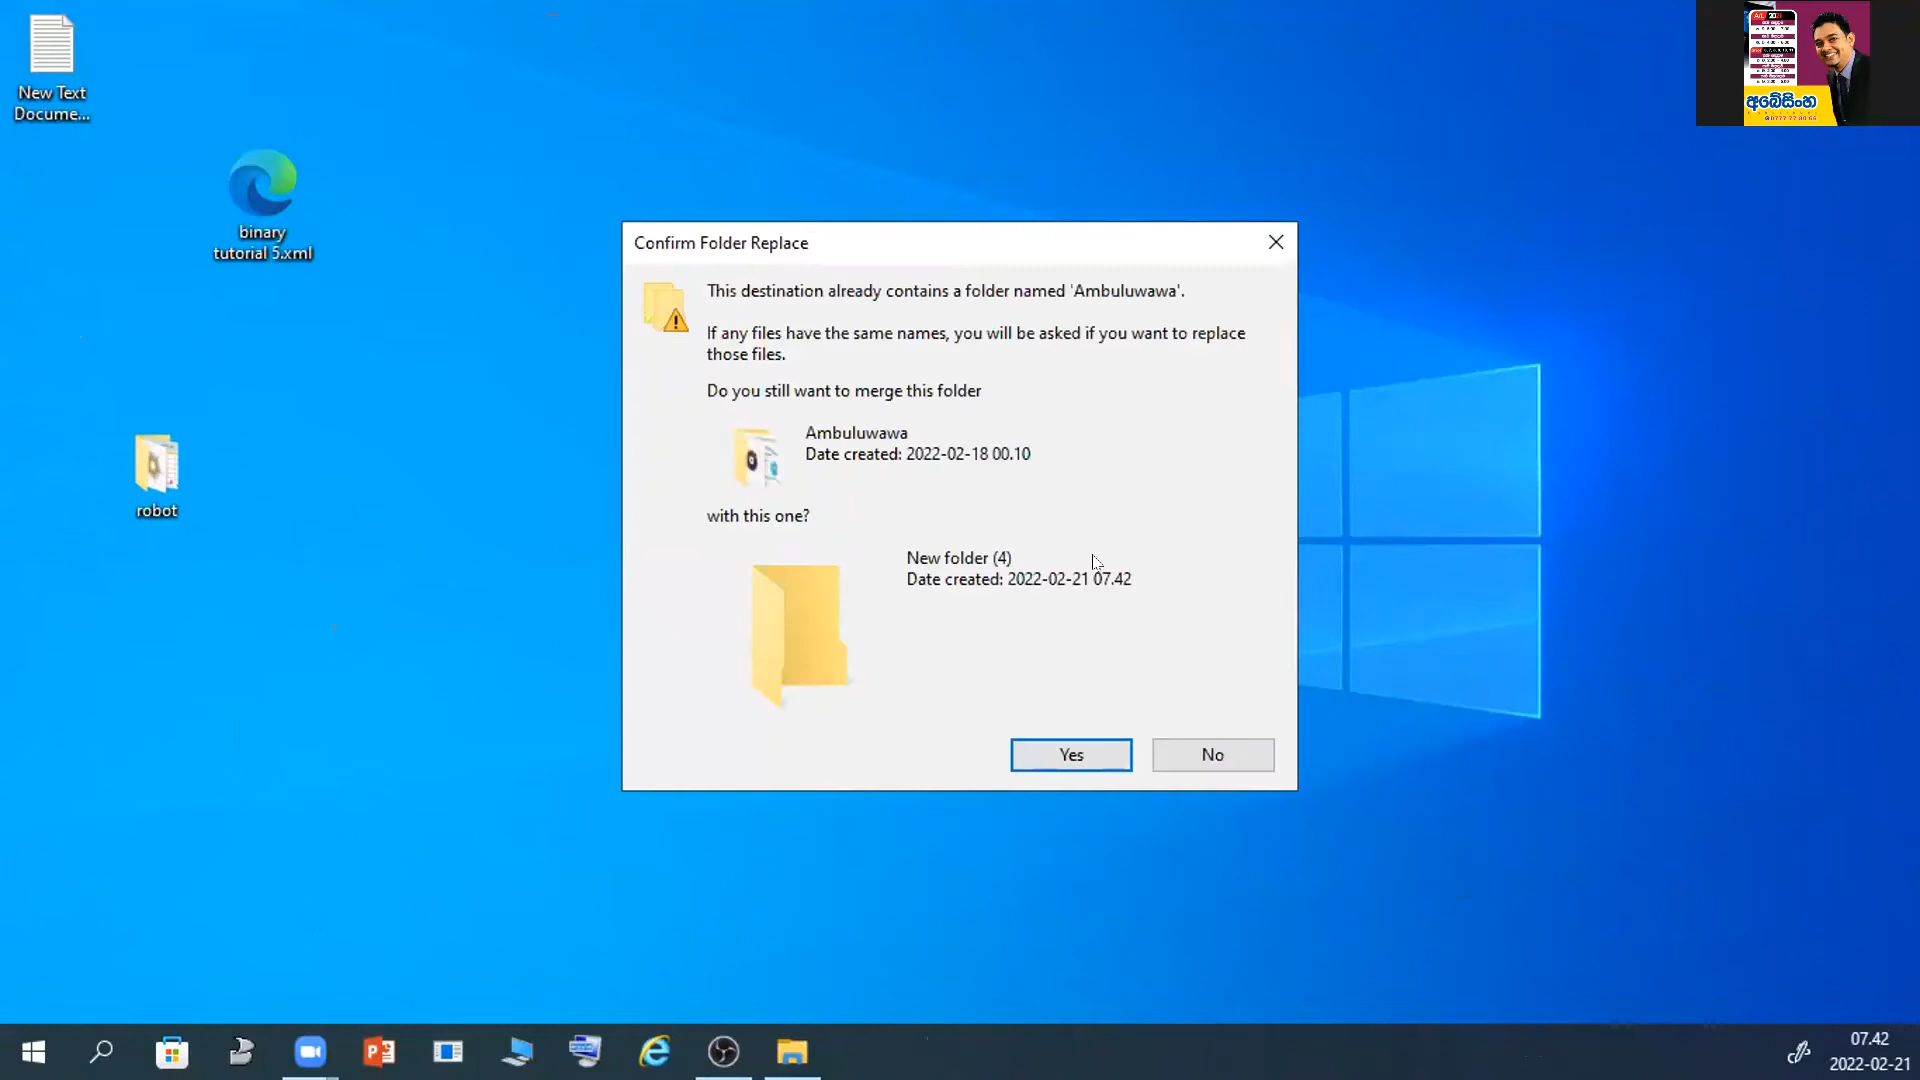 New Text
Docume...
binary
tutorial 5.xml
robot
Confirm Folder Replace
This destination already contains a folder named 'Ambuluwawa'.
If any files have the same names, you will be asked if you want to replace
those files.
Do you still want to merge this folder
Ambuluwawa
Date created: 2022-02-18 00.10
with this one?
New folder (4)
Date created: 2022-02-21 07.42
Yes
No
A/L
අබේසිංහ
07.42
2022-02-21